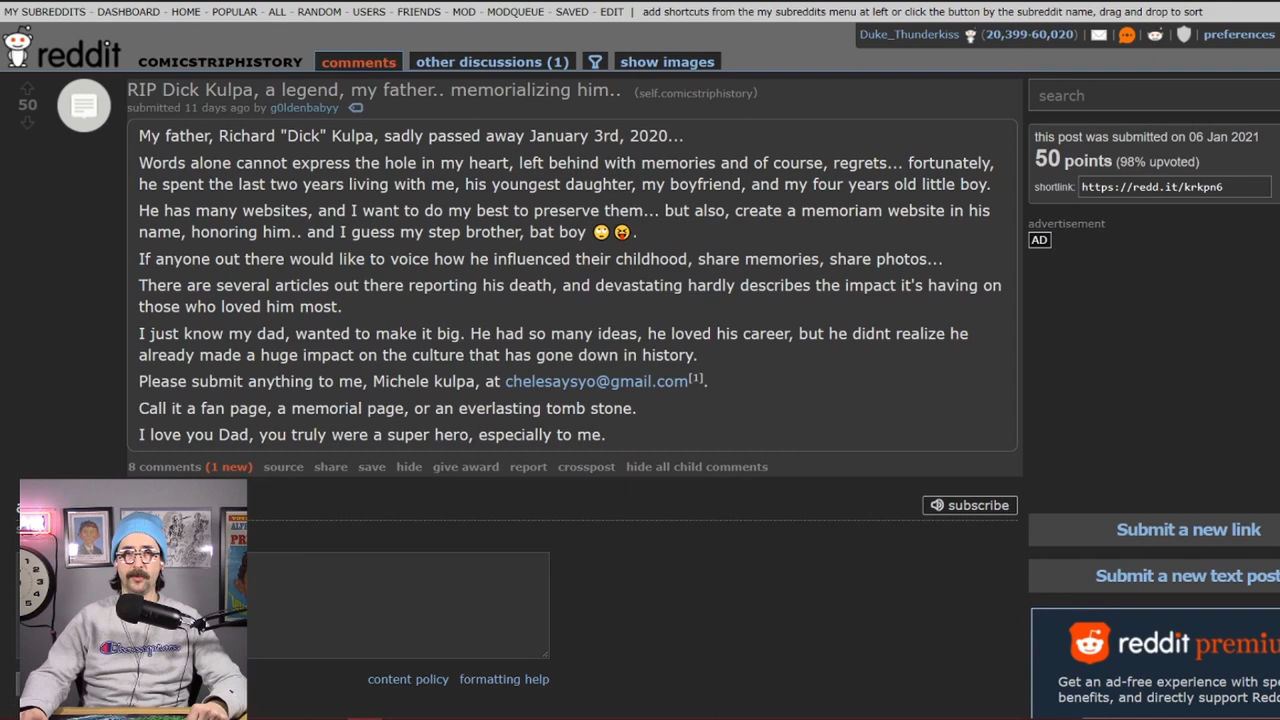 MY SUBREDDITS - DASHBOARD - HOME - POPULAR - ALL - RANDOM - USERS - FRIENDS - MOD - MODQUEUE - SAVED - EDIT | add shortcuts from the my subreddits menu at left or click the button by the subreddit name, drag and drop to sort
Duke_Thunderkiss (20,399·60,020) | | | | | preferences
reddit COMICSTRIPHISTORY comments other discussions (1) show images
50
RIP Dick Kulpa, a legend, my father.. memorializing him.. (self.comicstriphistory)
submitted 11 days ago by g0ldenbabyy
My father, Richard "Dick" Kulpa, sadly passed away January 3rd, 2020...
Words alone cannot express the hole in my heart, left behind with memories and of course, regrets... fortunately,
he spent the last two years living with me, his youngest daughter, my boyfriend, and my four years old little boy.
He has many websites, and I want to do my best to preserve them... but also, create a memoriam website in his
name, honoring him.. and I guess my step brother, bat boy 🙄 😝.
If anyone out there would like to voice how he influenced their childhood, share memories, share photos...
There are several articles out there reporting his death, and devastating hardly describes the impact it's having on
those who loved him most.
I just know my dad, wanted to make it big. He had so many ideas, he loved his career, but he didnt realize he
already made a huge impact on the culture that has gone down in history.
Please submit anything to me, Michele kulpa, at chelesaysyo@gmail.com[1].
Call it a fan page, a memorial page, or an everlasting tomb stone.
I love you Dad, you truly were a super hero, especially to me.
8 comments (1 new) source share save hide give award report crosspost hide all child comments
subscribe
content policy formatting help
search
this post was submitted on 06 Jan 2021
50 points (98% upvoted)
shortlink: https://redd.it/krkpn6
advertisement
AD
Submit a new link
Submit a new text post
reddit premiu
Get an ad-free experience with spe
benefits, and directly support Redd
Champion